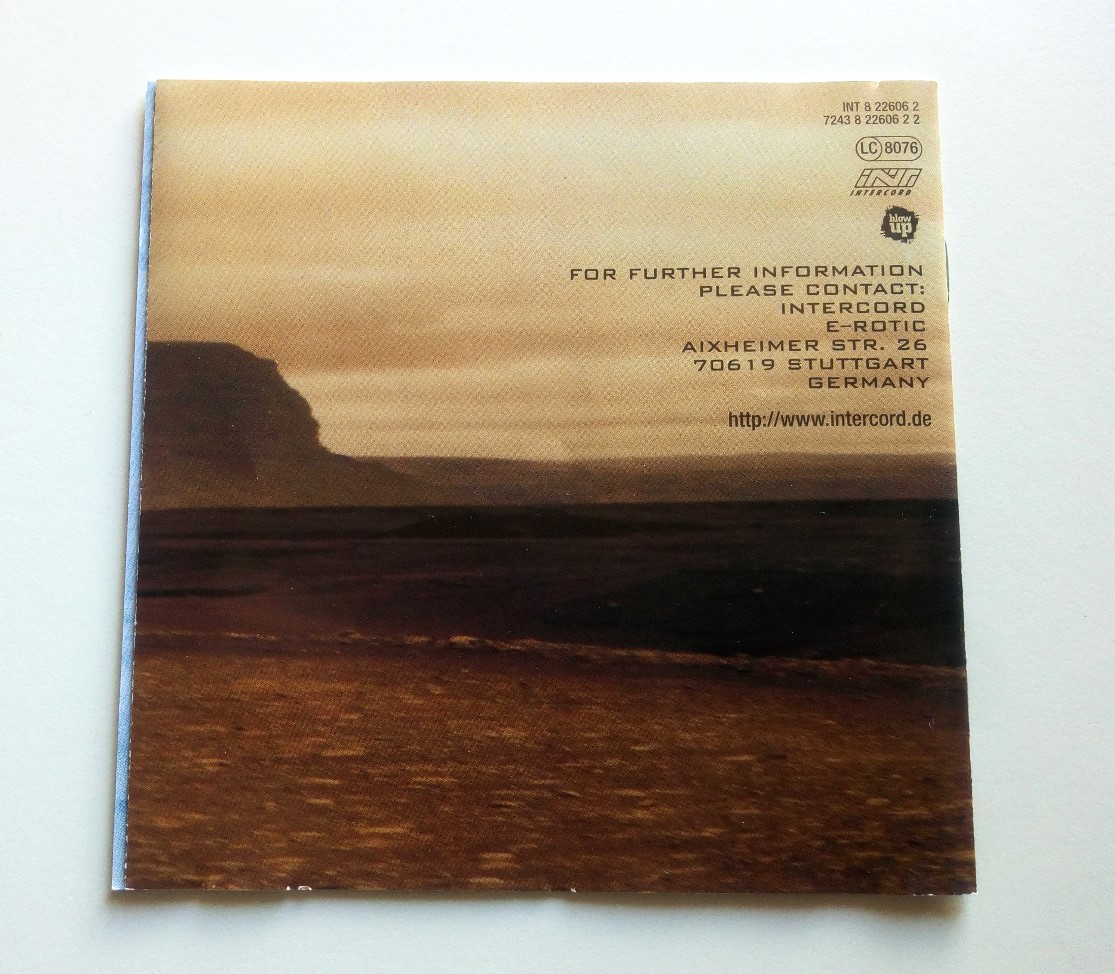 INT 8 22606 2
7243 8 22606 2 2
LC 8076
INT
INTERCORD
blow
up
FOR FURTHER INFORMATION
PLEASE CONTACT:
INTERCORD
E-ROTIC
AIXHEIMER STR. 26
70619 STUTTGART
GERMANY
http://www.intercord.de